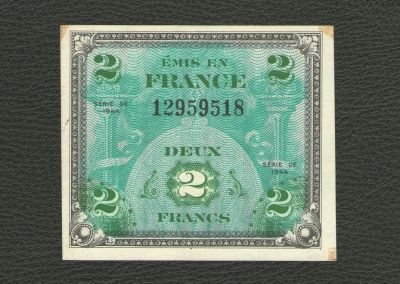 2 ÉMIS EN 2
FRANCE
SÉRIE DE
1944
12959518
DEUX
SÉRIE DE
1944
2
2 FRANCS 2